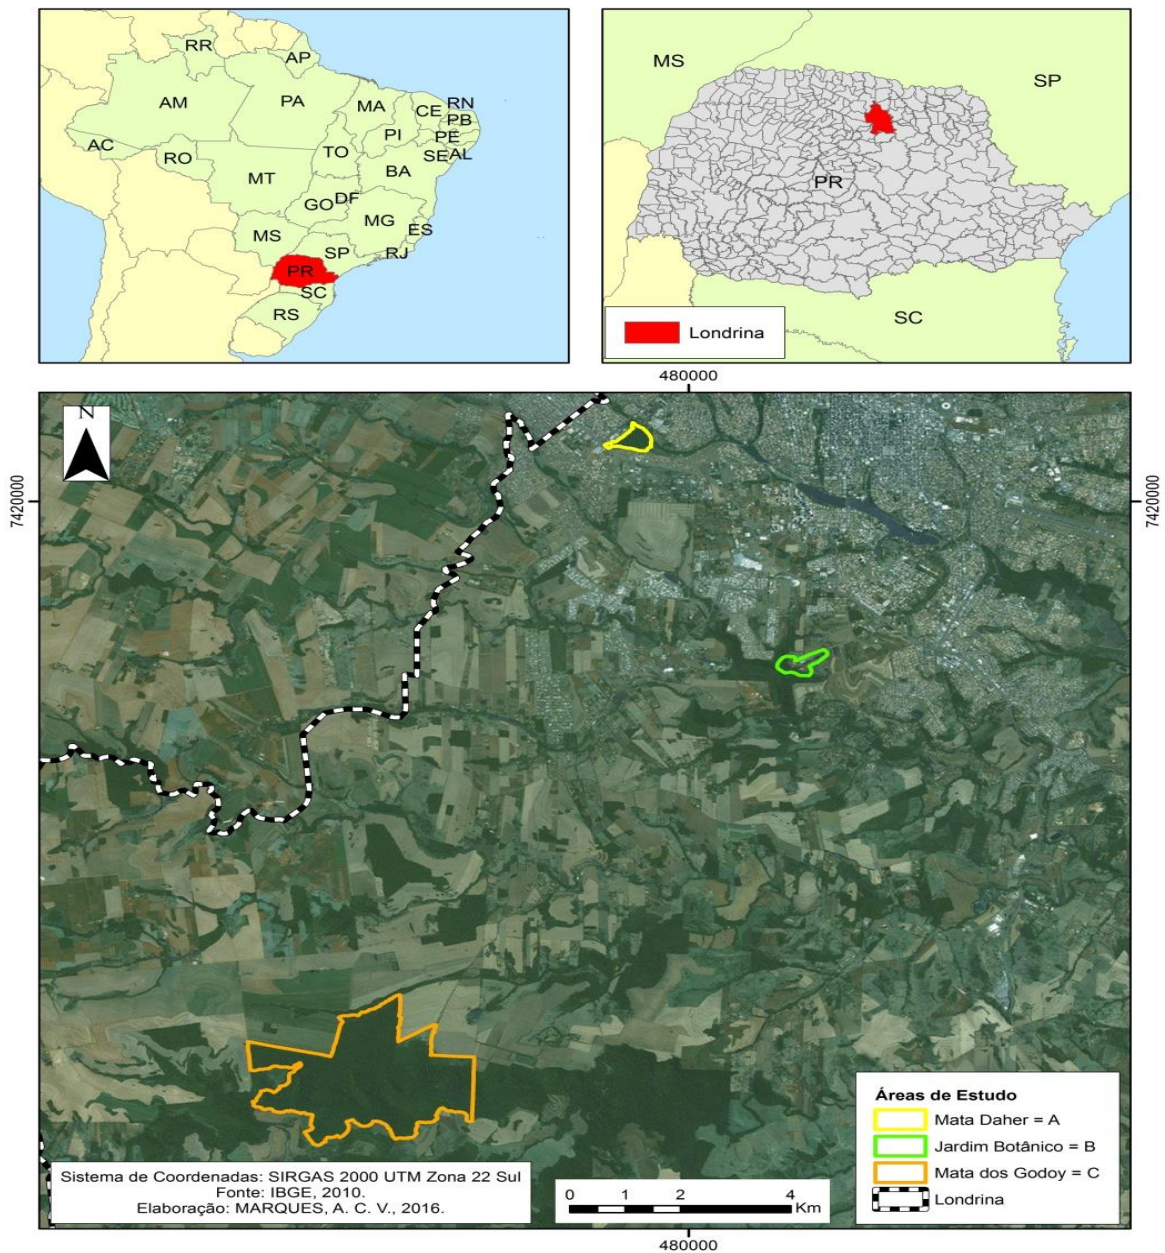 RR
AP
AM
PA
MA
CE
RN
PB
PI
PE
AC
TO
SE
AL
RO
BA
MT
DF
GO
MG
MS
ES
SP
RJ
PR
SC
RS
MS
SP
PR
SC
Londrina
480000
N
7420000
7420000
Áreas de Estudo
Mata Daher = A
Jardim Botânico = B
Mata dos Godoy = C
Londrina
Sistema de Coordenadas: SIRGAS 2000 UTM Zona 22 Sul
Fonte: IBGE, 2010.
Elaboração: MARQUES, A. C. V., 2016.
0 1 2 4
Km
480000